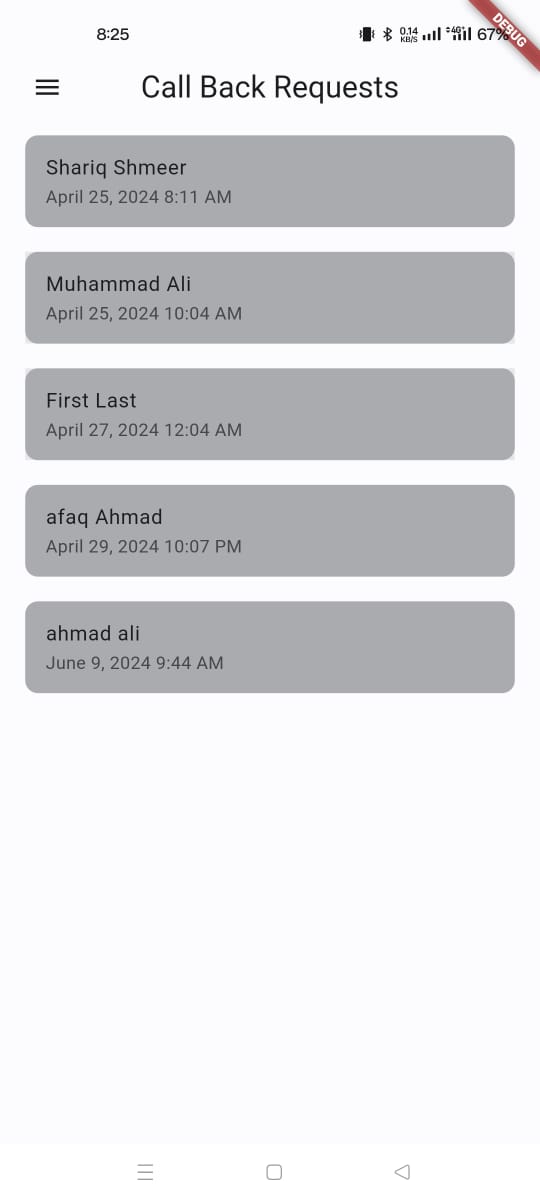 8:25
0.14
KB/S
4G+
67%
DEBUG
Call Back Requests
Shariq Shmeer
April 25, 2024 8:11 AM
Muhammad Ali
April 25, 2024 10:04 AM
First Last
April 27, 2024 12:04 AM
afaq Ahmad
April 29, 2024 10:07 PM
ahmad ali
June 9, 2024 9:44 AM